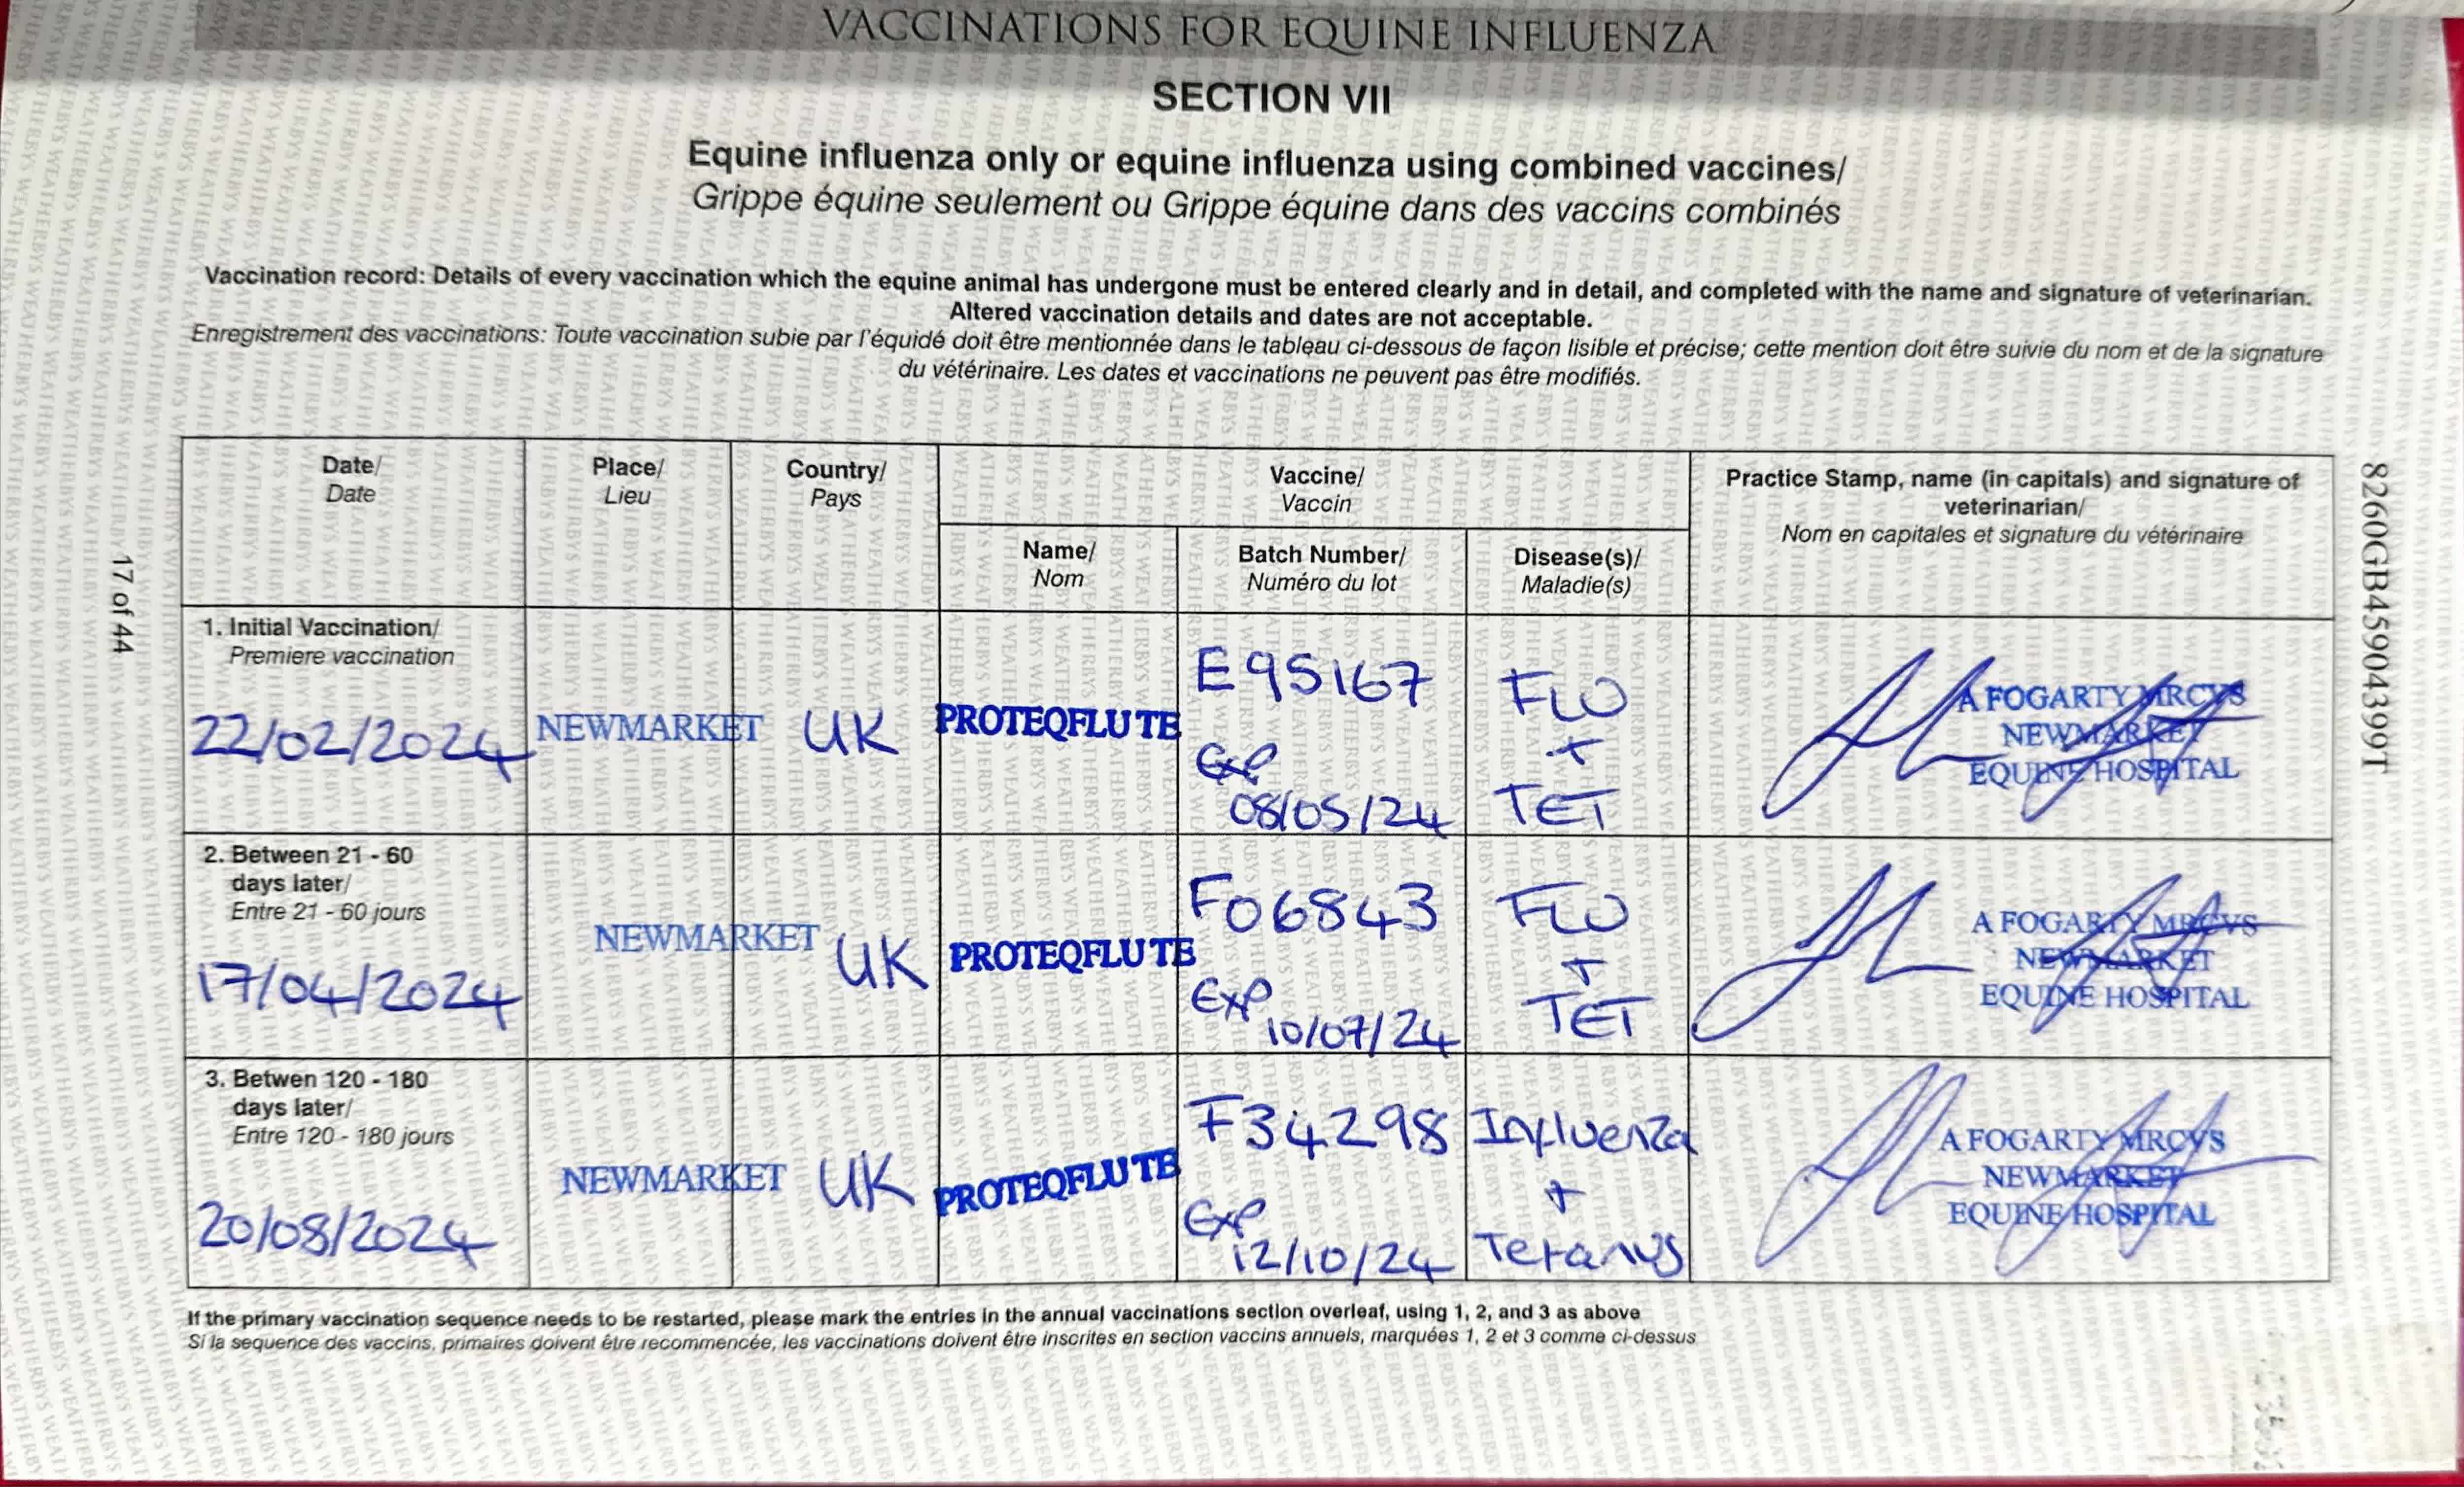 VACCINATIONS FOR EQUINE INFLUENZA
SECTION VII
Equine influenza only or equine influenza using combined vaccines/
Grippe équine seulement ou Grippe équine dans des vaccins combinés
Vaccination record: Details of every vaccination which the equine animal has undergone must be entered clearly and in detail, and completed with the name and signature of veterinarian.
Altered vaccination details and dates are not acceptable.
Enregistrement des vaccinations: Toute vaccination subie par l'équidé doit être mentionnée dans le tableau ci-dessous de façon lisible et précise; cette mention doit être suivie du nom et de la signature
du vétérinaire. Les dates et vaccinations ne peuvent pas être modifiés.
Date/
Date
Place/
Lieu
Country/
Pays
Vaccine/
Vaccin
Name/
Nom
Batch Number/
Numéro du lot
Disease(s)/
Maladie(s)
Practice Stamp, name (in capitals) and signature of
veterinarian/
Nom en capitales et signature du vétérinaire
1. Initial Vaccination/
Premiere vaccination
22/02/2024
NEWMARKET
UK
PROTEQFLU TE
E95167
Exp
08/05/24
FLU
+
TET
A FOGARTY MRCVS
NEWMARKET
EQUINE HOSPITAL
2. Between 21 - 60
days later/
Entre 21 - 60 jours
17/04/2024
NEWMARKET
UK
PROTEQFLU TE
F06843
Exp
10/07/24
FLU
+
TET
A FOGARTY MRCVS
NEWMARKET
EQUINE HOSPITAL
3. Betwen 120 - 180
days later/
Entre 120 - 180 jours
20/08/2024
NEWMARKET
UK
PROTEQFLU TE
F34298
Exp
12/10/24
Influenza
+
Tetanus
A FOGARTY MRCVS
NEWMARKET
EQUINE HOSPITAL
If the primary vaccination sequence needs to be restarted, please mark the entries in the annual vaccinations section overleaf, using 1, 2, and 3 as above
Si la sequence des vaccins, primaires doivent être recommencée, les vaccinations doivent être inscrites en section vaccins annuels, marquées 1, 2 et 3 comme ci-dessus
17 of 44
8260GB45904399T